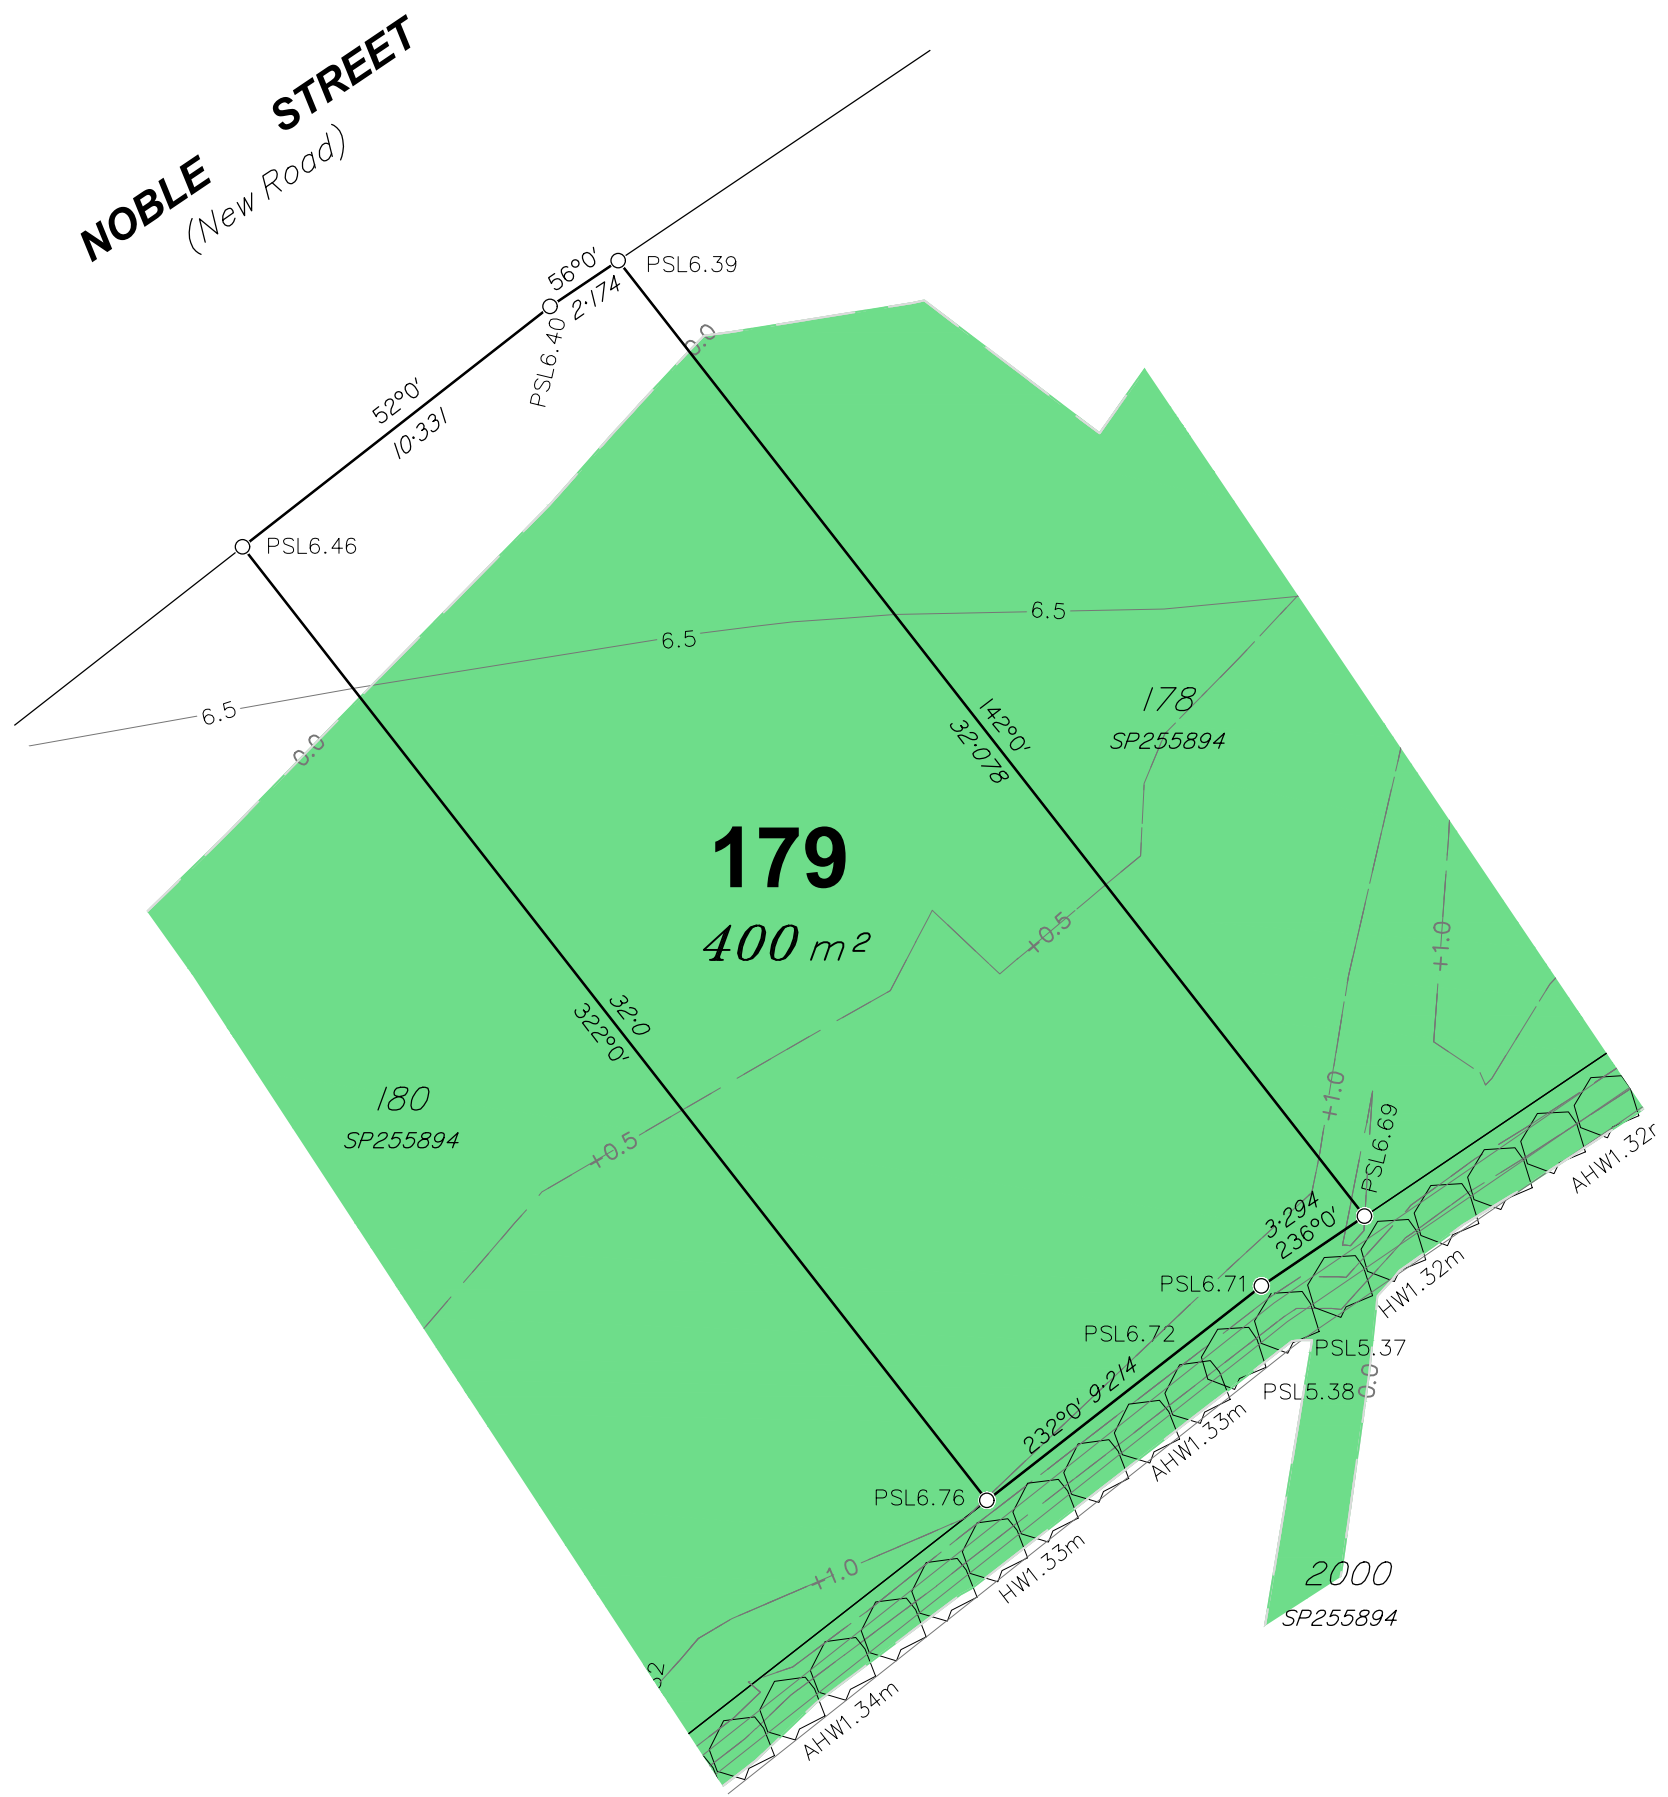 NOBLE STREET
(New Road)
56°0'
2·174
PSL6.39
PSL6.40
52°0'
10·331
0.0
PSL6.46
6.5
6.5
6.5
0.0
142°0'
32·078
178
SP255894
179
400 m²
+0.5
+1.0
32·0
322°0'
180
SP255894
+0.5
+1.0
PSL6.69
AHW1.32m
3·294
236°0'
PSL6.71
HW1.32m
PSL6.72
PSL5.37
PSL5.38
0.0
232°0'
9·214
AHW1.33m
PSL6.76
HW1.33m
+1.0
2000
SP255894
AHW1.34m